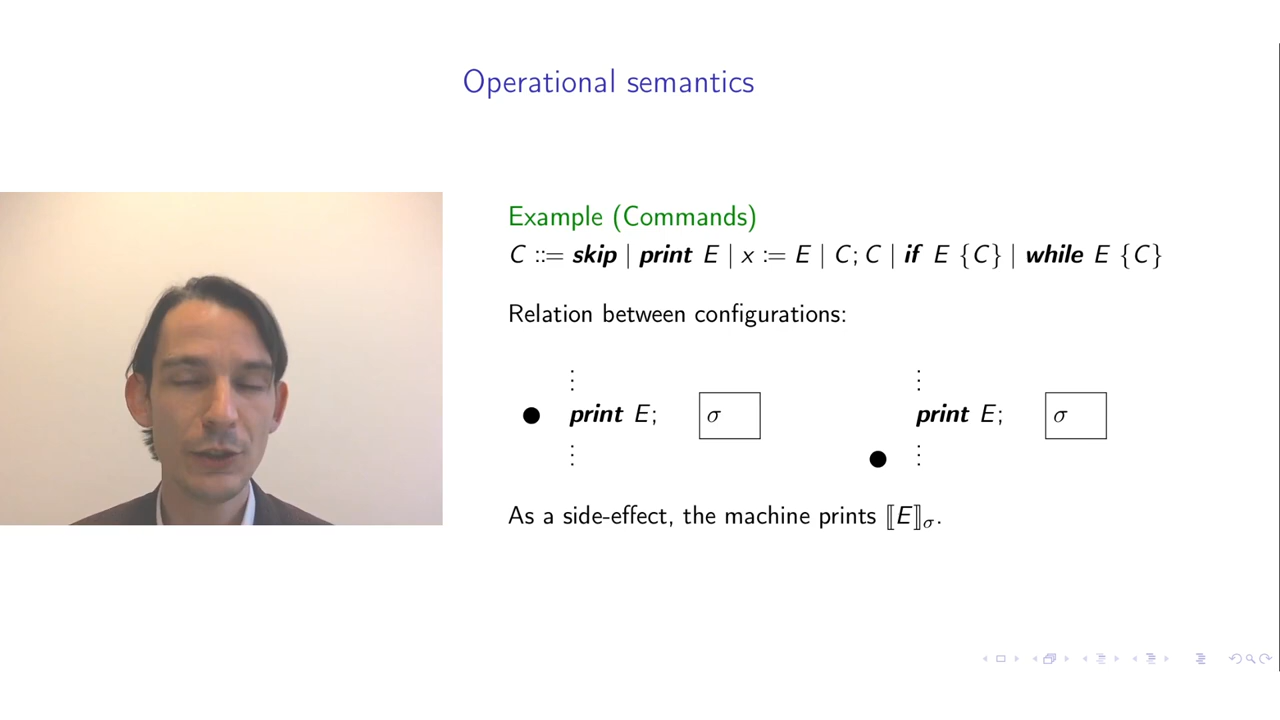 Operational semantics
Example (Commands)
C ::= skip | print E | x := E | C; C | if E {C} | while E {C}
Relation between configurations:
⋮ ⋮
● print E; σ print E; σ
⋮ ● ⋮
As a side-effect, the machine prints ⟦E⟧σ.